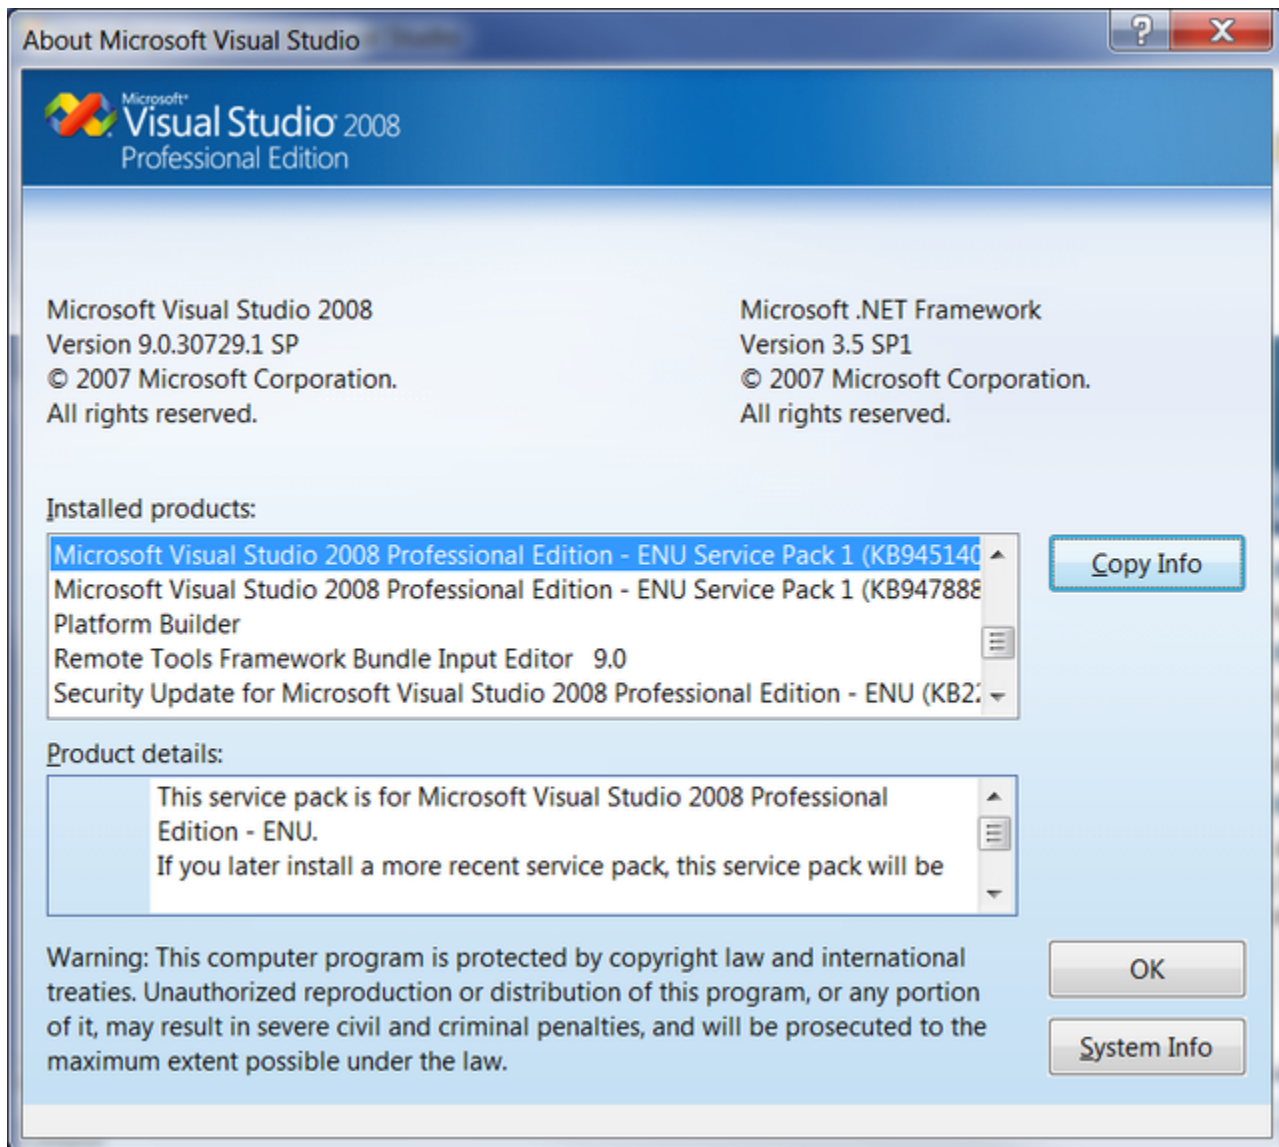 About Microsoft Visual Studio
Microsoft
Visual Studio 2008
Professional Edition
Microsoft Visual Studio 2008
Version 9.0.30729.1 SP
© 2007 Microsoft Corporation.
All rights reserved.
Microsoft .NET Framework
Version 3.5 SP1
© 2007 Microsoft Corporation.
All rights reserved.
Installed products:
Microsoft Visual Studio 2008 Professional Edition - ENU Service Pack 1 (KB945140
Microsoft Visual Studio 2008 Professional Edition - ENU Service Pack 1 (KB947888
Platform Builder
Remote Tools Framework Bundle Input Editor 9.0
Security Update for Microsoft Visual Studio 2008 Professional Edition - ENU (KB22
Copy Info
Product details:
This service pack is for Microsoft Visual Studio 2008 Professional
Edition - ENU.
If you later install a more recent service pack, this service pack will be
Warning: This computer program is protected by copyright law and international
treaties. Unauthorized reproduction or distribution of this program, or any portion
of it, may result in severe civil and criminal penalties, and will be prosecuted to the
maximum extent possible under the law.
OK
System Info